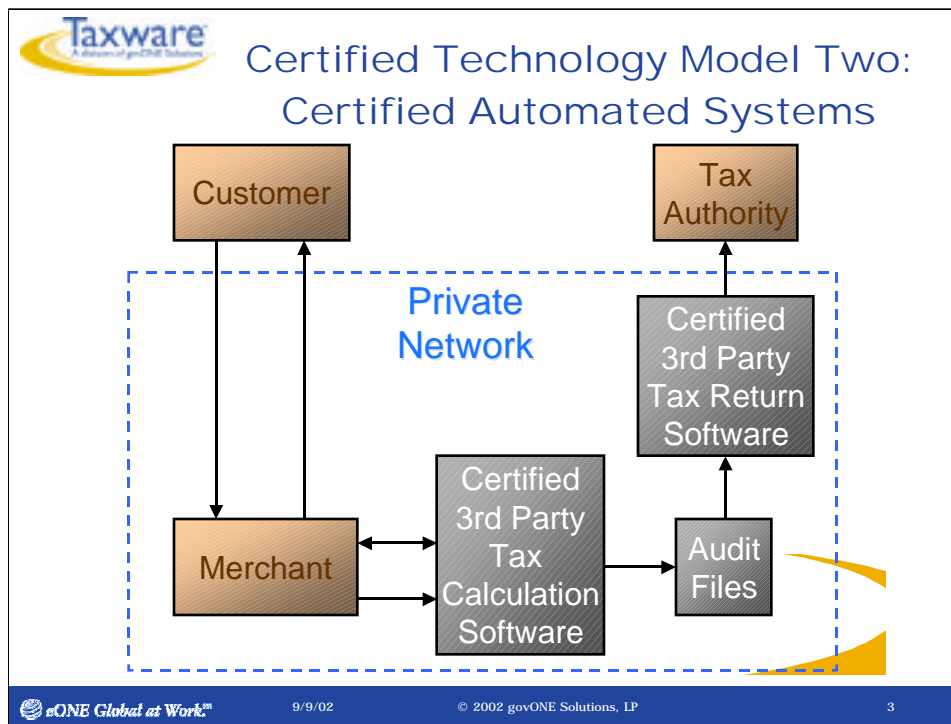 Taxware
A division of govONE Solutions
Certified Technology Model Two:
Certified Automated Systems
Customer
Tax
Authority
Private
Network
Certified
3rd Party
Tax Return
Software
Certified
3rd Party
Tax
Calculation
Software
Merchant
Audit
Files
eONE Global at Work.℠
9/9/02
© 2002 govONE Solutions, LP
3